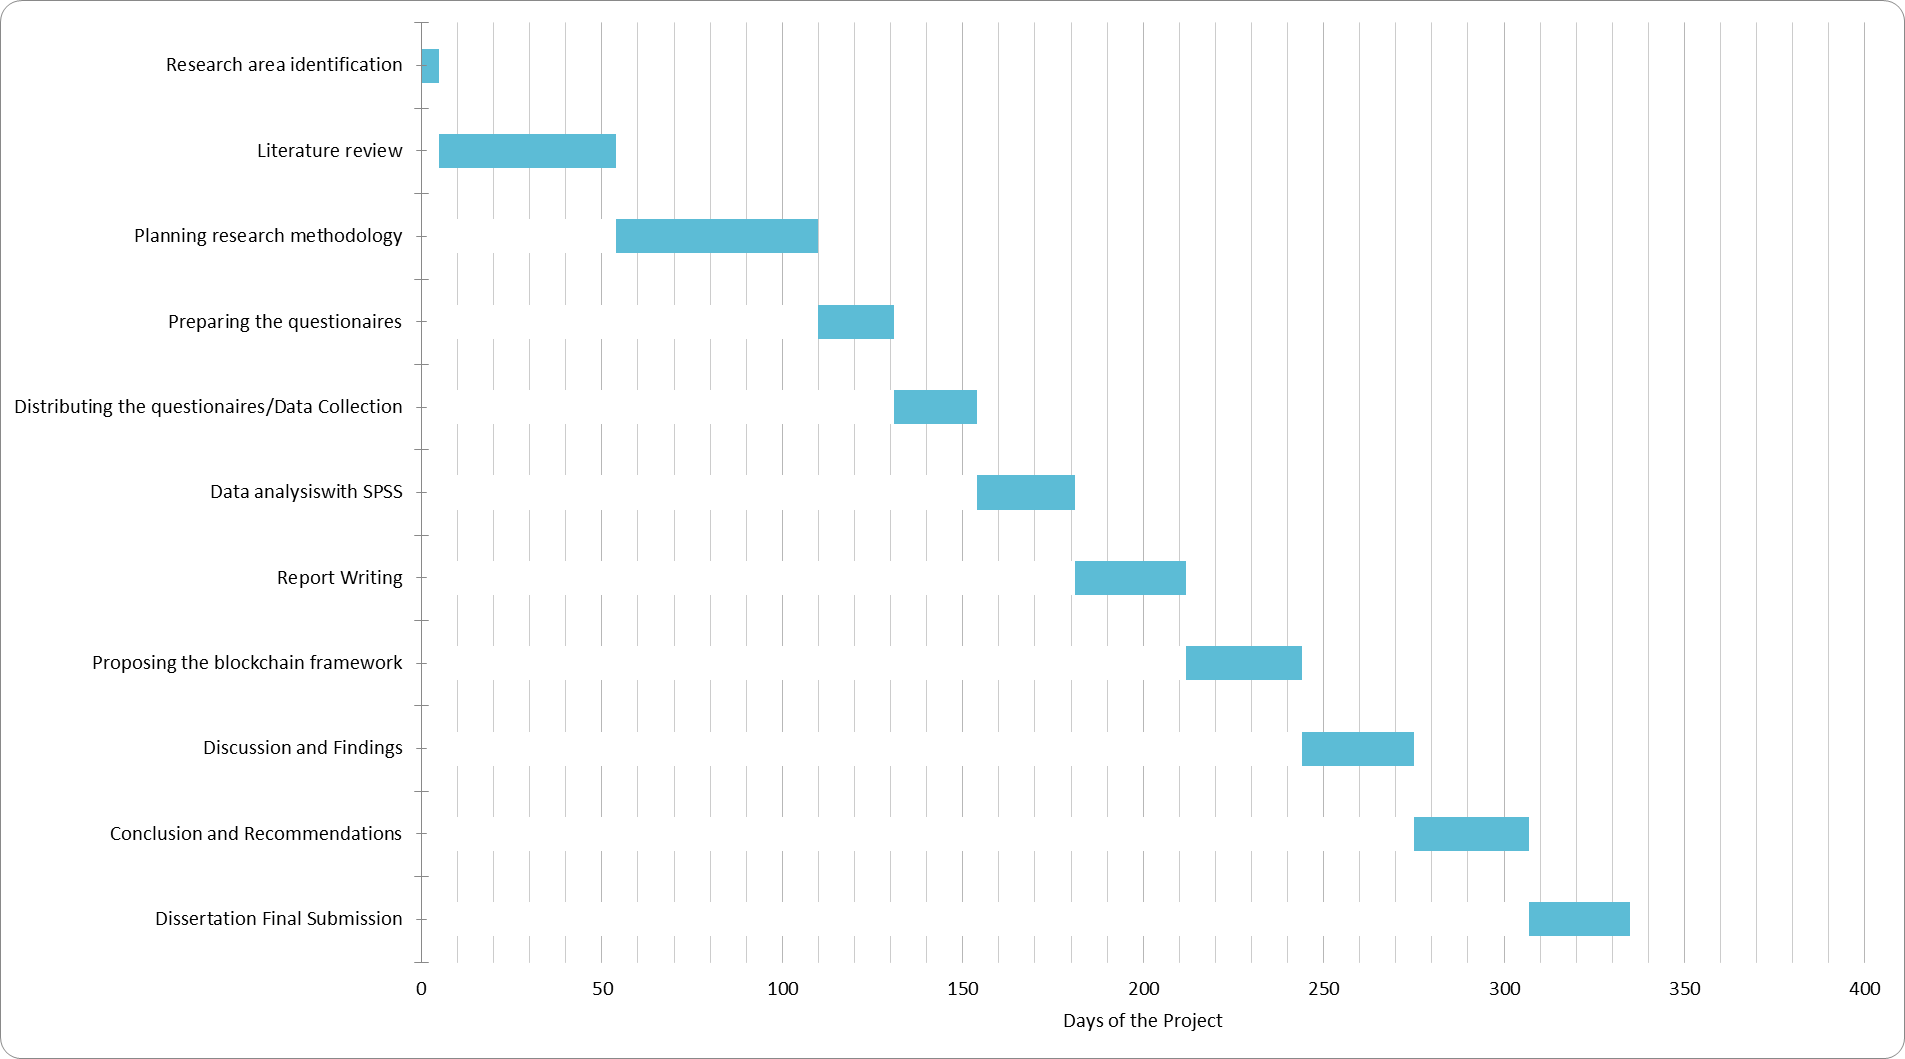 Research area identification
Literature review
Planning research methodology
Preparing the questionaires
Distributing the questionaires/Data Collection
Data analysiswith SPSS
Report Writing
Proposing the blockchain framework
Discussion and Findings
Conclusion and Recommendations
Dissertation Final Submission
0 50 100 150 200 250 300 350 400
Days of the Project